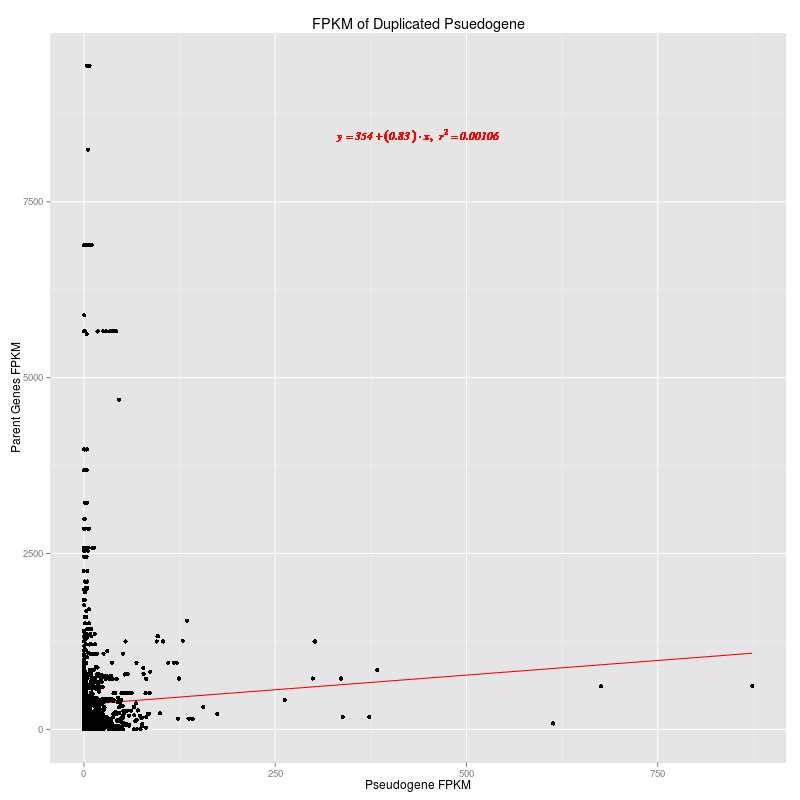 FPKM of Duplicated Psuedogene
y = 354 + (0.83) · x, r² = 0.00106
Parent Genes FPKM
7500
5000
2500
0
0 250 500 750
Pseudogene FPKM